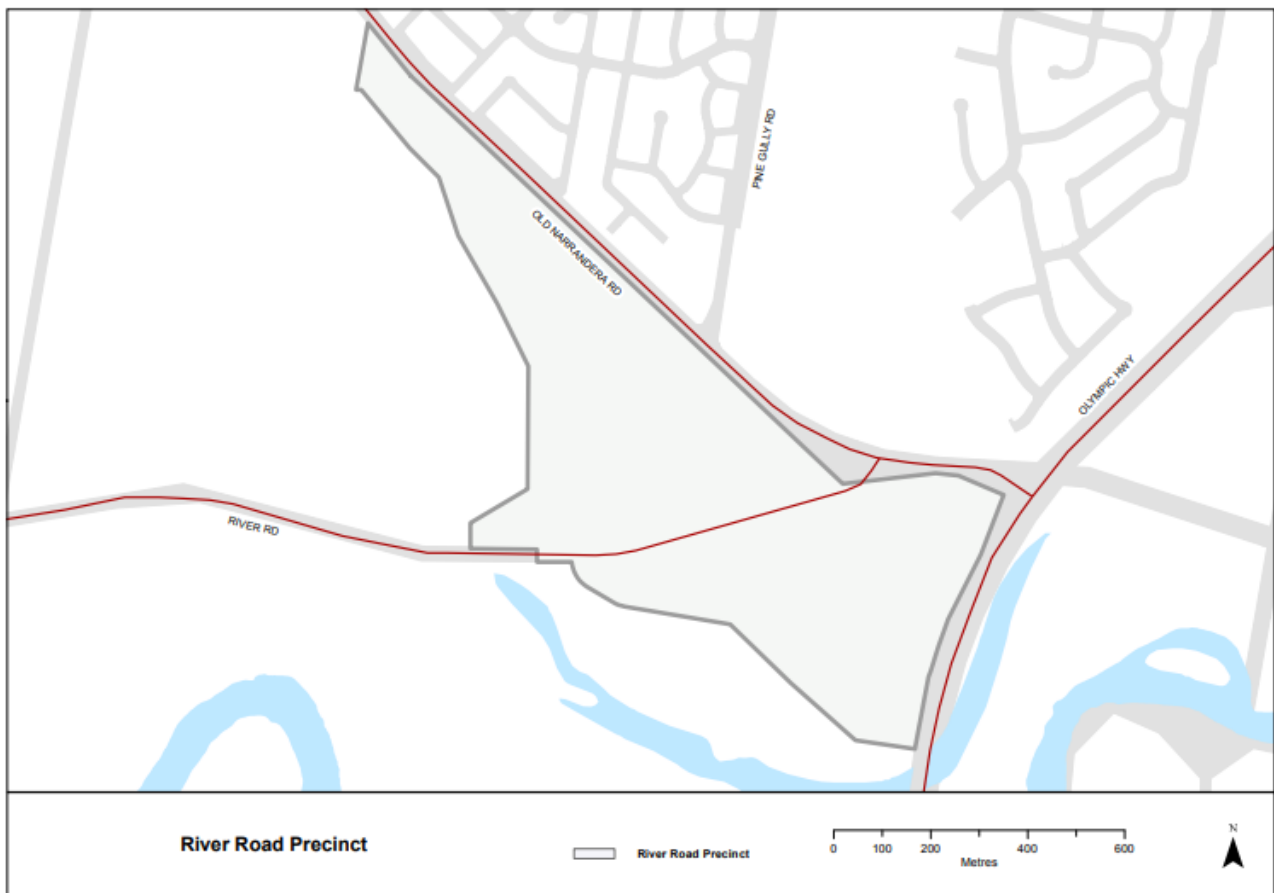 PINE GULLY RD
OLD NARRANDERA RD
OLYMPIC HWY
RIVER RD
River Road Precinct
River Road Precinct
0 100 200 400 600
Metres
N